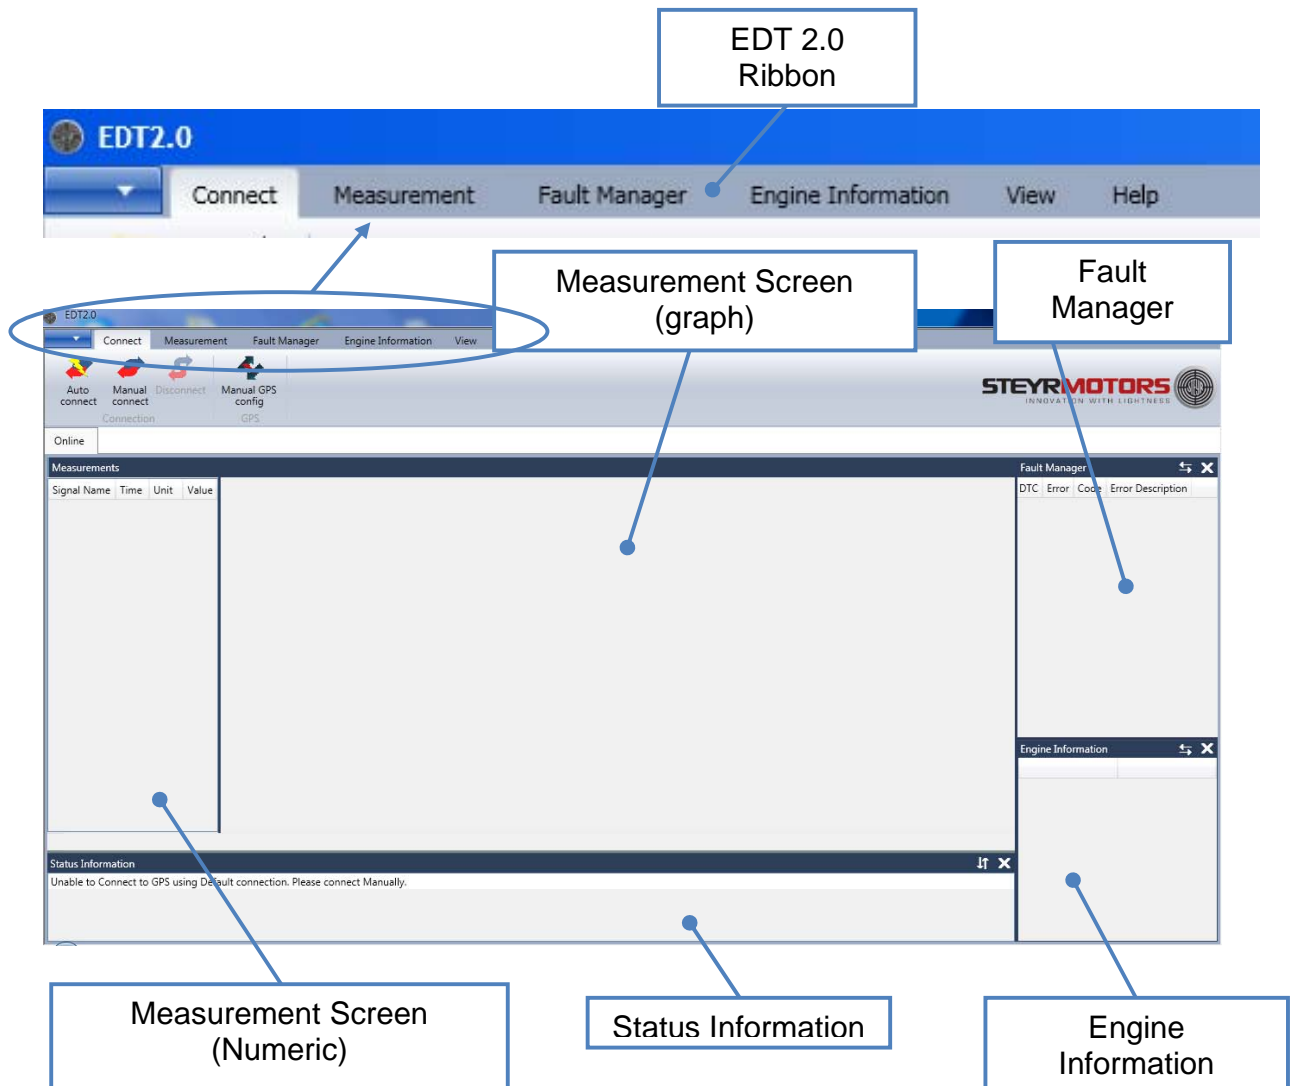 EDT 2.0
Ribbon
EDT2.0
Connect Measurement Fault Manager Engine Information View Help
Measurement Screen
(graph)
Fault
Manager
EDT2.0
Connect Measurement Fault Manager Engine Information View
Auto
connect
Manual
connect
Disconnect
Manual GPS
config
Connection
GPS
STEYRMOTORS
INNOVATION WITH LIGHTNESS
Online
Measurements
Signal Name Time Unit Value
Fault Manager
DTC Error Code Error Description
Engine Information
Status Information
Unable to Connect to GPS using Default connection. Please connect Manually.
Measurement Screen
(Numeric)
Status Information
Engine
Information